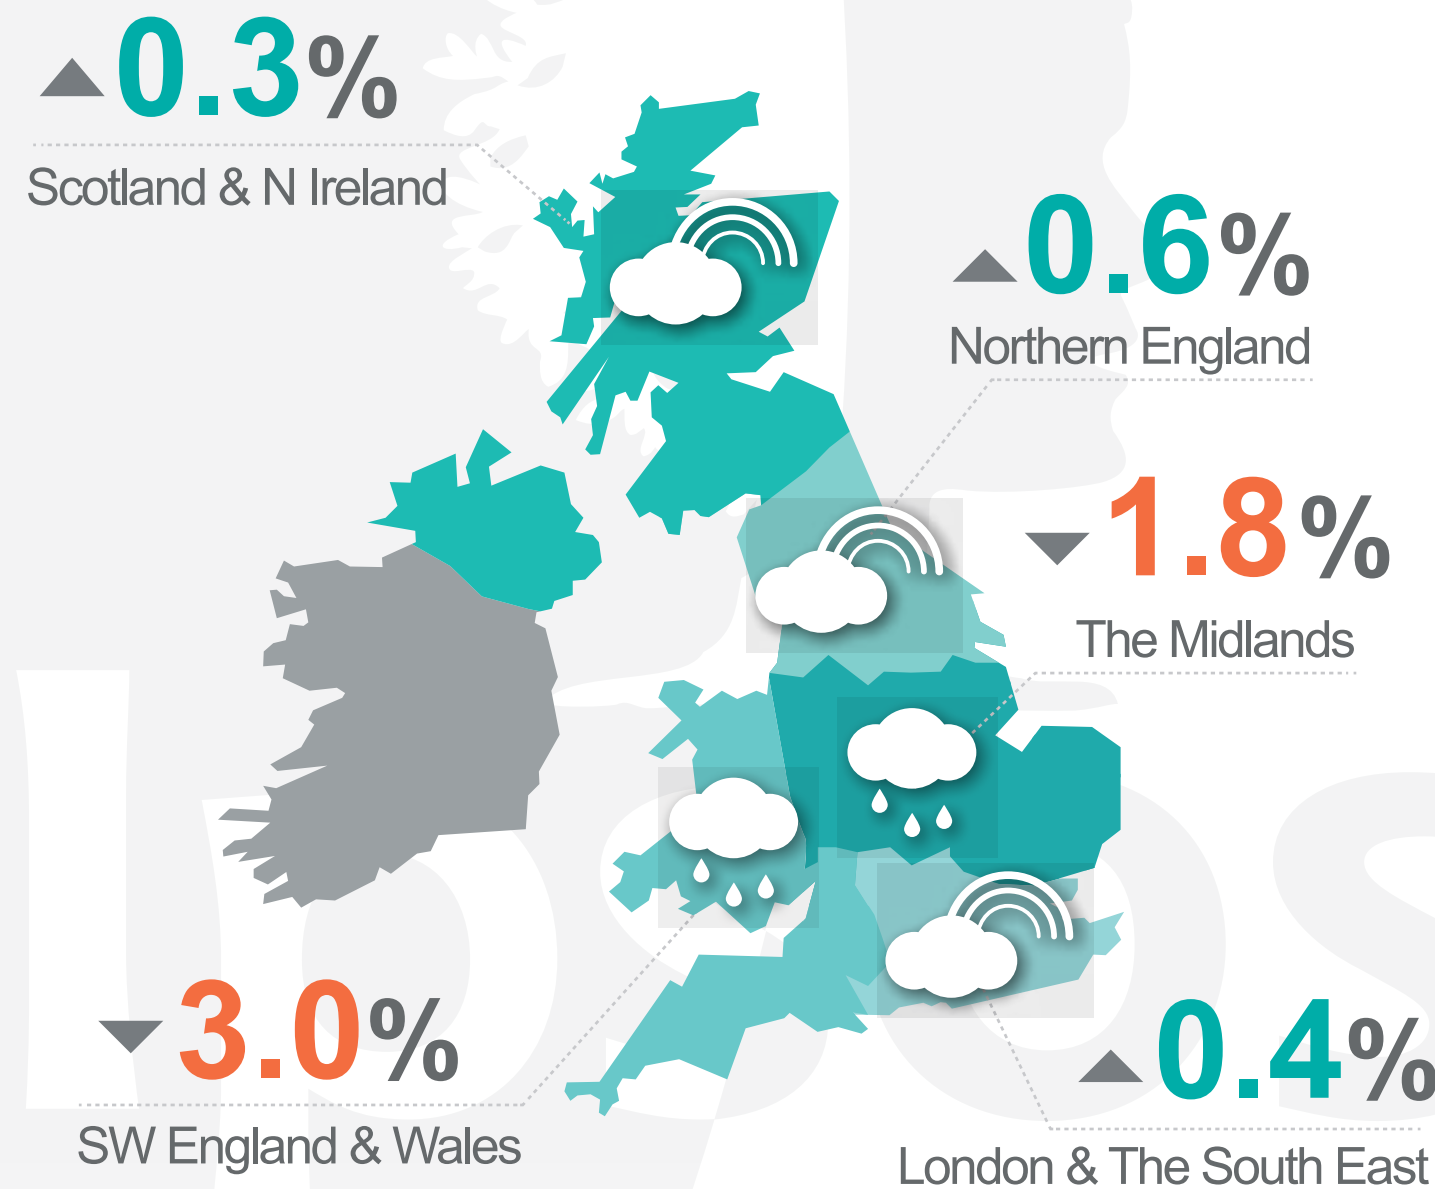 ▲0.3%
Scotland & N Ireland
▲0.6%
Northern England
▼1.8%
The Midlands
▼3.0%
SW England & Wales
▲0.4%
London & The South East
Ipsos